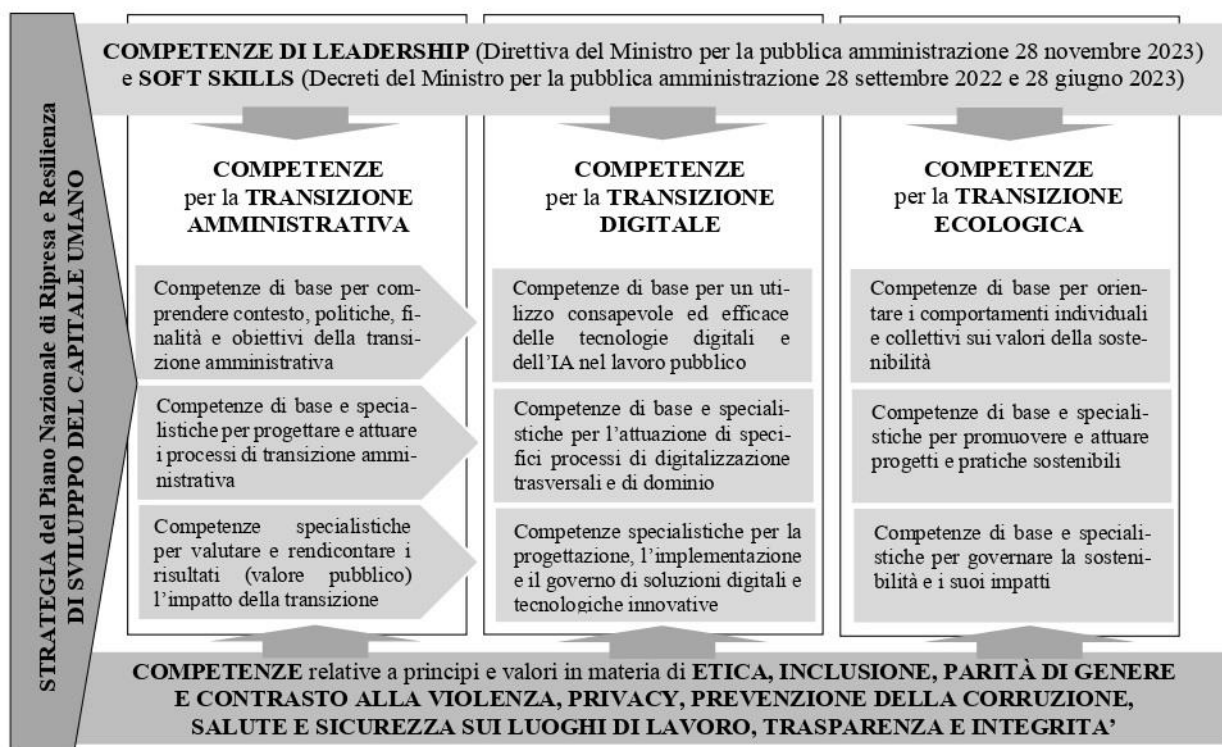 STRATEGIA del Piano Nazionale di Ripresa e Resilienza
DI SVILUPPO DEL CAPITALE UMANO
COMPETENZE DI LEADERSHIP (Direttiva del Ministro per la pubblica amministrazione 28 novembre 2023)
e SOFT SKILLS (Decreti del Ministro per la pubblica amministrazione 28 settembre 2022 e 28 giugno 2023)
COMPETENZE
per la TRANSIZIONE
AMMINISTRATIVA
Competenze di base per com-
prendere contesto, politiche, fi-
nalità e obiettivi della transi-
zione amministrativa
Competenze di base e spe-cia-
listiche per progettare e attuare
i processi di transizione ammi-
nistrativa
Competenze specialistiche
per valutare e rendicontare i
risultati (valore pubblico)
l’impatto della transizione
COMPETENZE
per la TRANSIZIONE
DIGITALE
Competenze di base per un uti-
lizzo consapevole ed efficace
delle tecnologie digitali e
dell’IA nel lavoro pubblico
Competenze di base e speciali-
stiche per l’attuazione di speci-
fici processi di digitalizzazione
trasversali e di dominio
Competenze specialistiche per la
progettazione, l’implementazione
e il governo di soluzioni digitali e
tecnologiche innovative
COMPETENZE
per la TRANSIZIONE
ECOLOGICA
Competenze di base per orien-
tare i comportamenti individuali
e collettivi sui valori della soste-
nibilità
Competenze di base e speciali-
stiche per promuovere e attuare
progetti e pratiche sostenibili
Competenze di base e speciali-
stiche per governare la sosteni-
bilità e i suoi impatti
COMPETENZE relative a principi e valori in materia di ETICA, INCLUSIONE, PARITÀ DI GENERE
E CONTRASTO ALLA VIOLENZA, PRIVACY, PREVENZIONE DELLA CORRUZIONE,
SALUTE E SICUREZZA SUI LUOGHI DI LAVORO, TRASPARENZA E INTEGRITA’